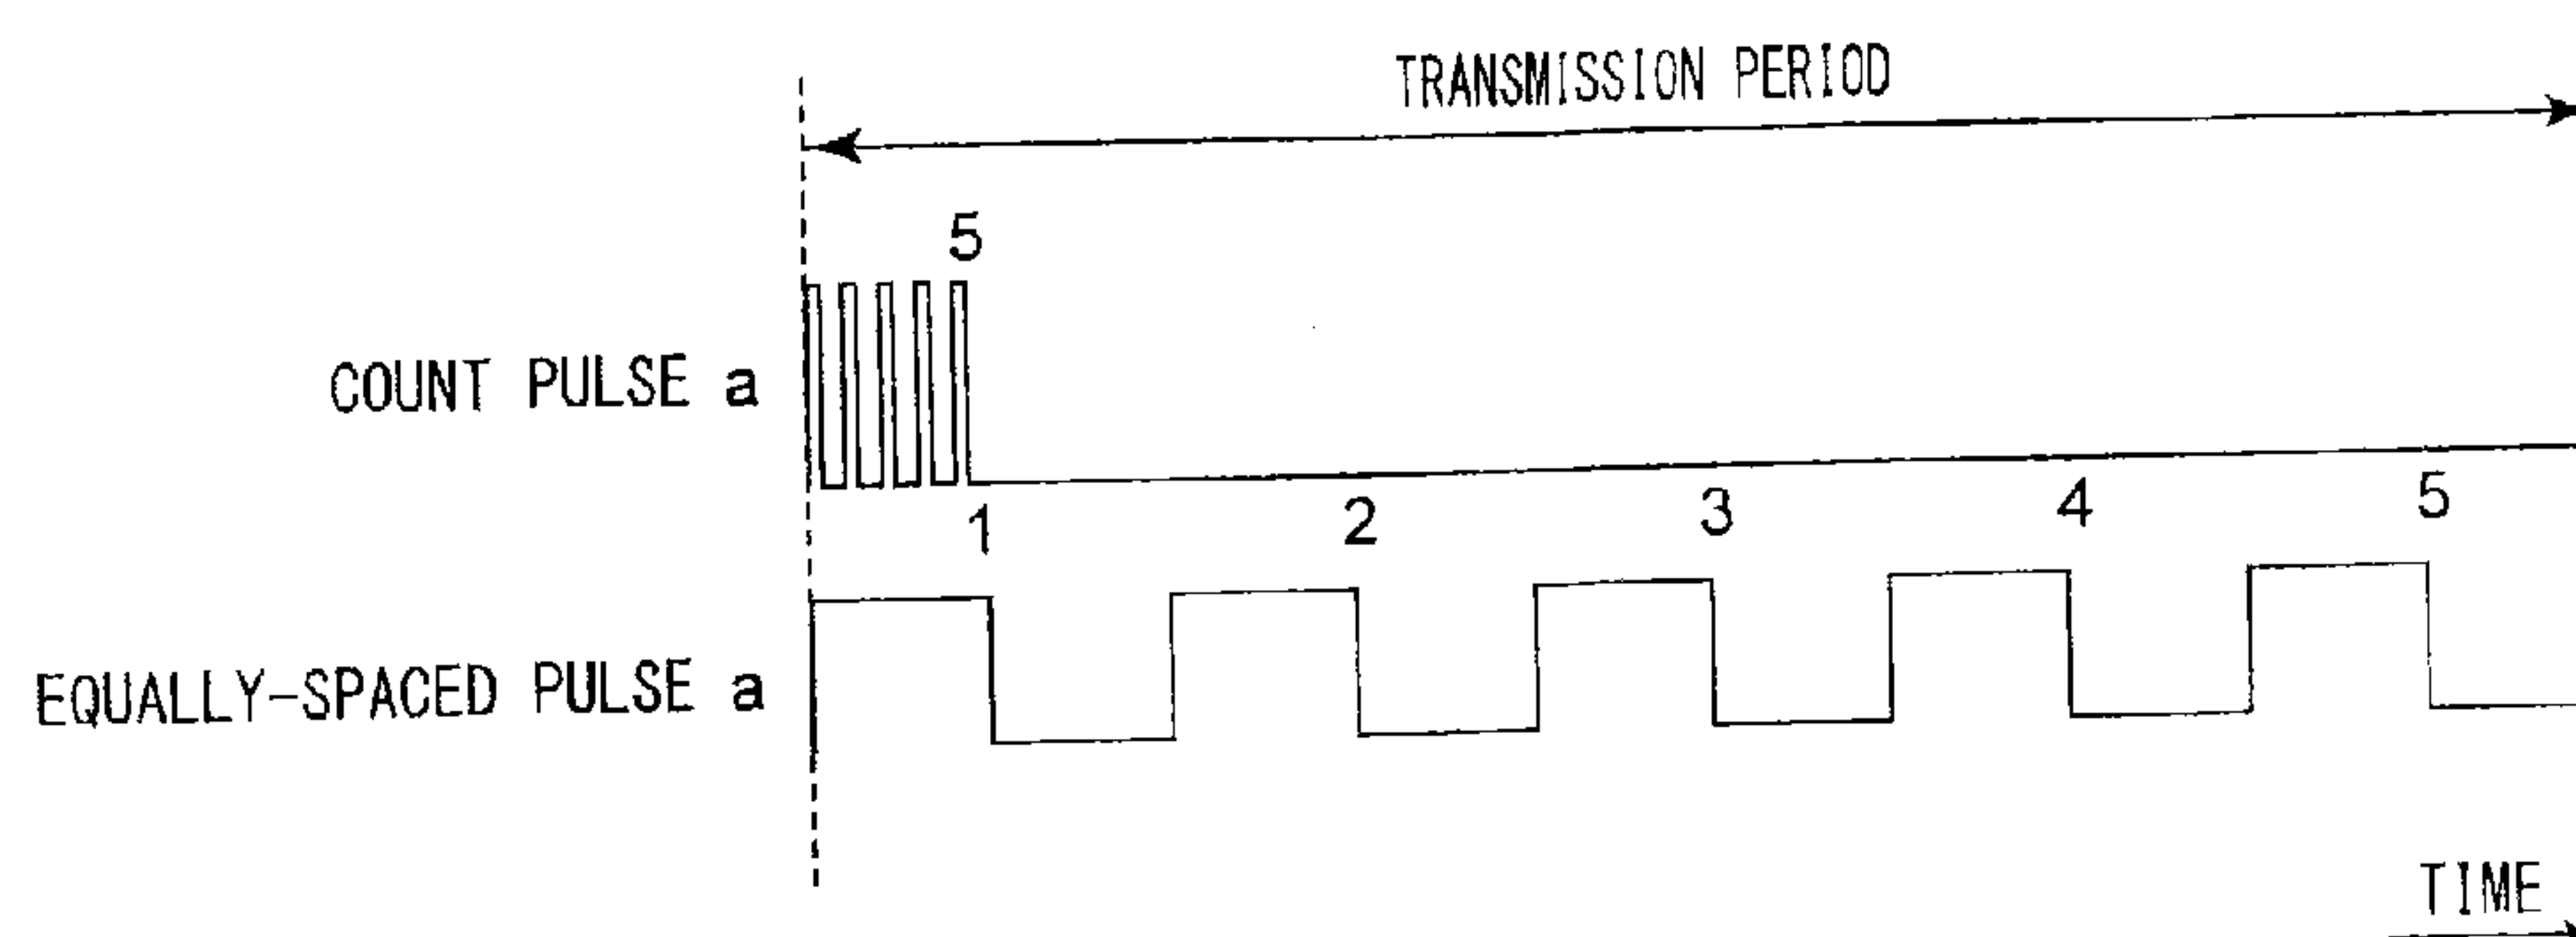 TRANSMISSION PERIOD
5
COUNT PULSE a
1 2 3 4 5
EQUALLY-SPACED PULSE a
TIME